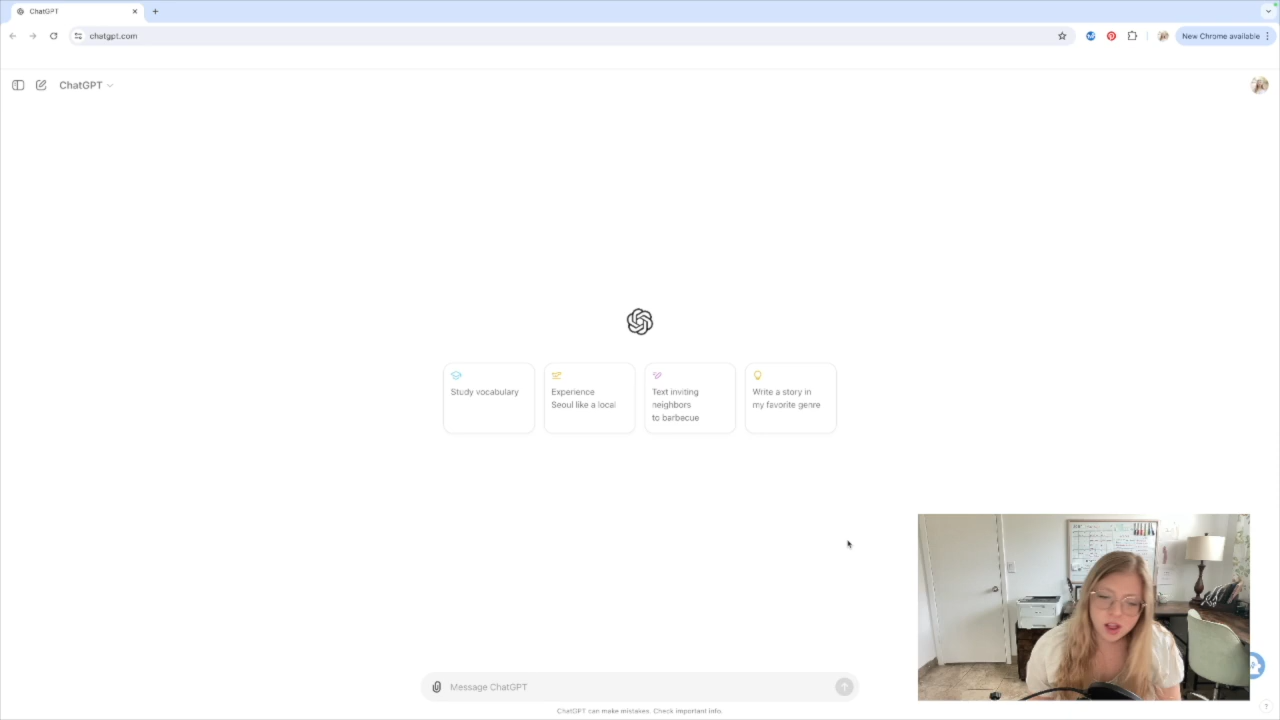 ChatGPT
chatgpt.com
New Chrome available
ChatGPT
Study vocabulary
Experience
Seoul like a local
Text inviting
neighbors
to barbecue
Write a story in
my favorite genre
Message ChatGPT
ChatGPT can make mistakes. Check important info.
?